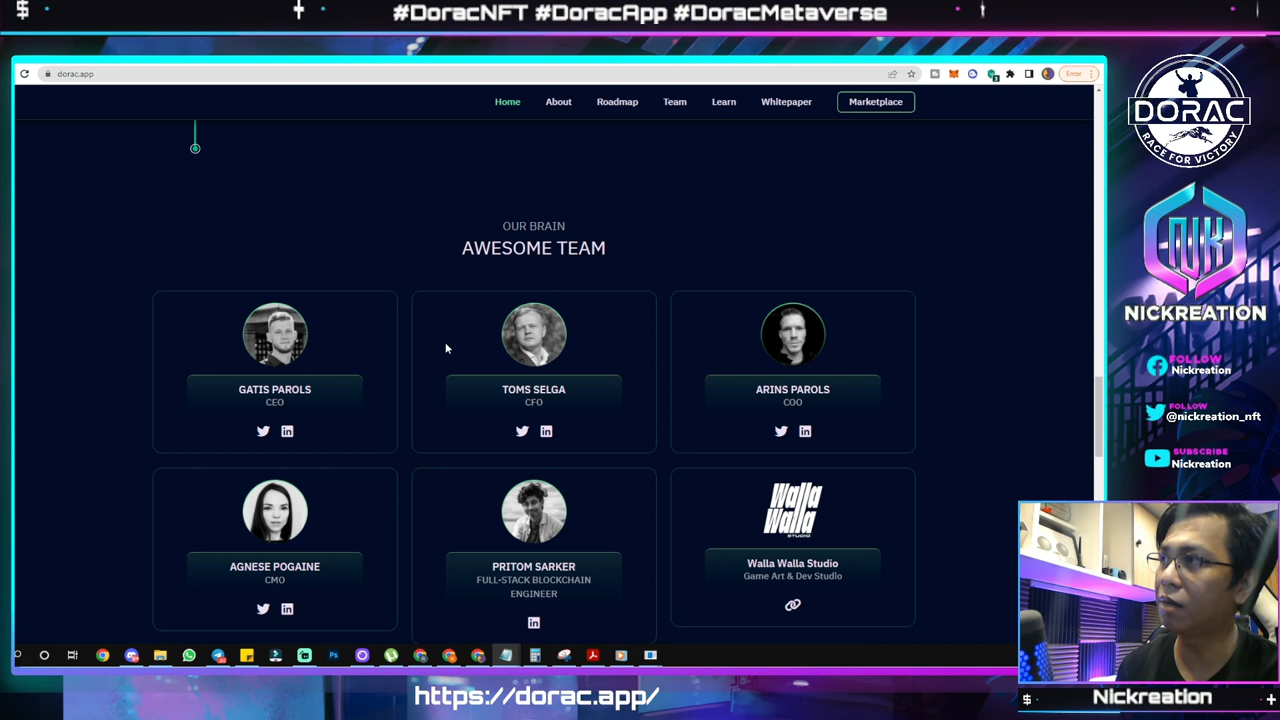 #DoracNFT #DoracApp #DoracMetaverse
dorac.app
Error
Home About Roadmap Team Learn Whitepaper Marketplace
DORAC
RACE FOR VICTORY
OUR BRAIN
AWESOME TEAM
NICKREATION
GATIS PAROLS
CEO
TOMS SELGA
CFO
ARINS PAROLS
COO
FOLLOW
Nickreation
FOLLOW
@nickreation_nft
SUBSCRIBE
Nickreation
AGNESE POGAINE
CMO
PRITOM SARKER
FULL-STACK BLOCKCHAIN
ENGINEER
Walla
Walla
STUDIO
Walla Walla Studio
Game Art & Dev Studio
https://dorac.app/
Nickreation